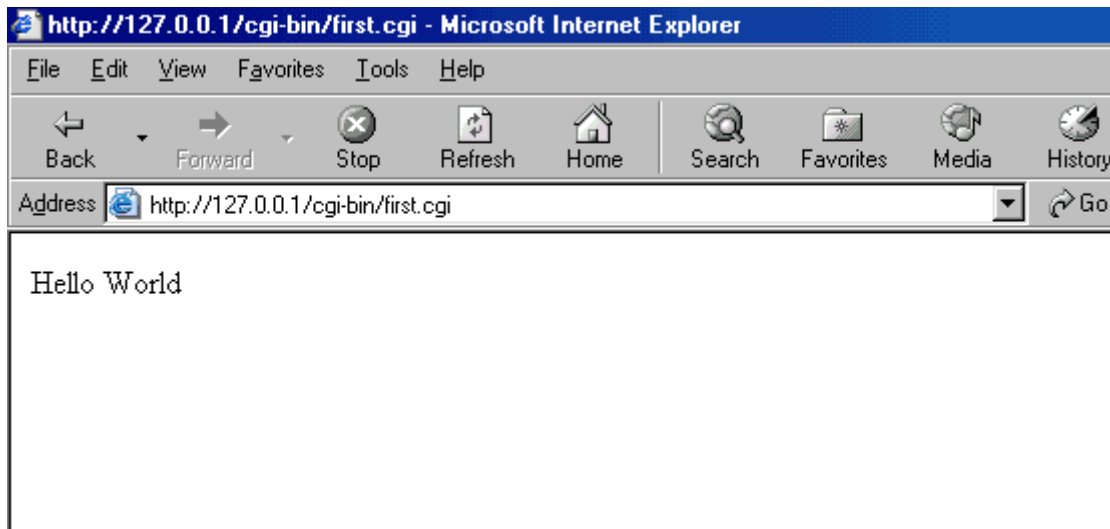 http://127.0.0.1/cgi-bin/first.cgi - Microsoft Internet Explorer
File Edit View Favorites Tools Help
Back Forward Stop Refresh Home Search Favorites Media History
Address http://127.0.0.1/cgi-bin/first.cgi Go
Hello World